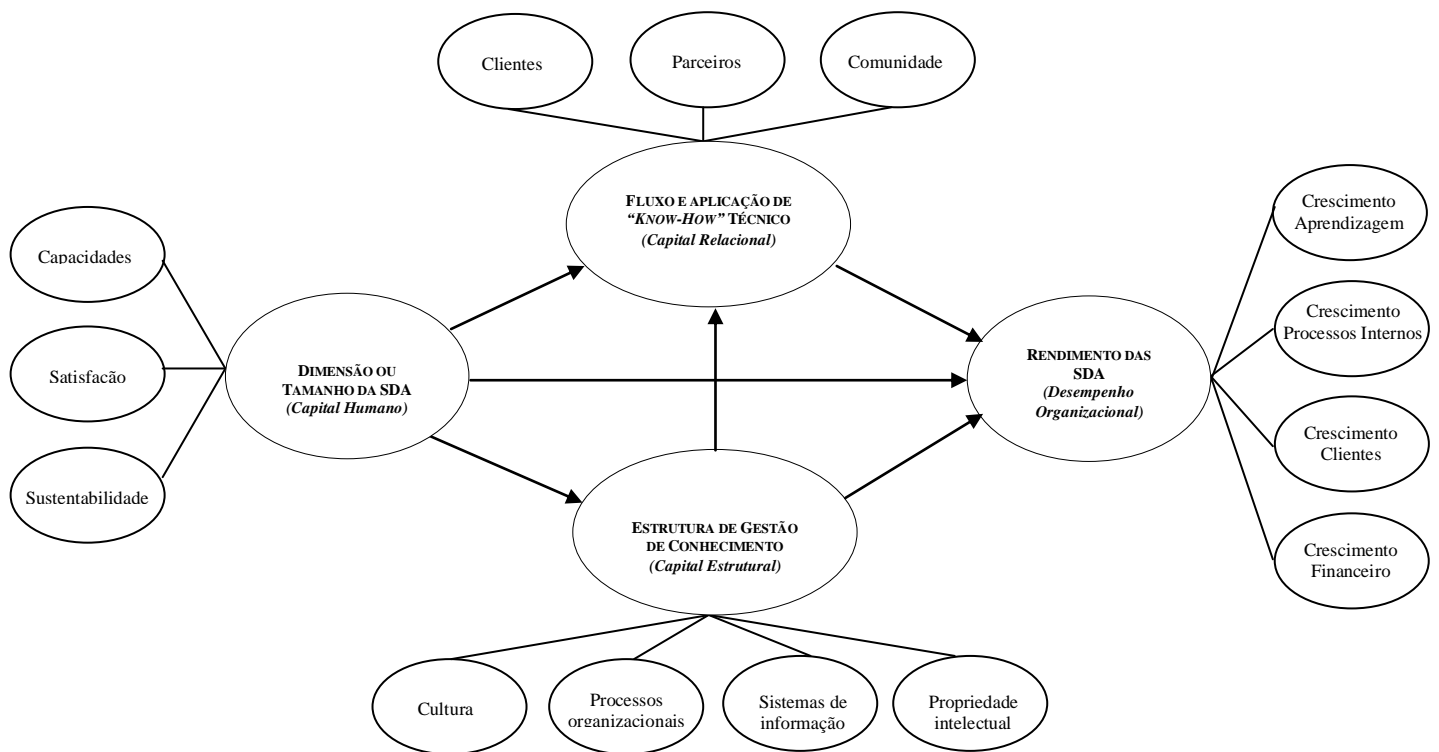 Clientes
Parceiros
Comunidade
FLUXO E APLICAÇÃO DE
“KNOW-HOW” TÉCNICO
(Capital Relacional)
Capacidades
Satisfacão
Sustentabilidade
DIMENSÃO OU
TAMANHO DA SDA
(Capital Humano)
RENDIMENTO DAS
SDA
(Desempenho
Organizacional)
Crescimento
Aprendizagem
Crescimento
Processos Internos
Crescimento
Clientes
Crescimento
Financeiro
ESTRUTURA DE GESTÃO
DE CONHECIMENTO
(Capital Estrutural)
Cultura
Processos
organizacionais
Sistemas de
informação
Propriedade
intelectual